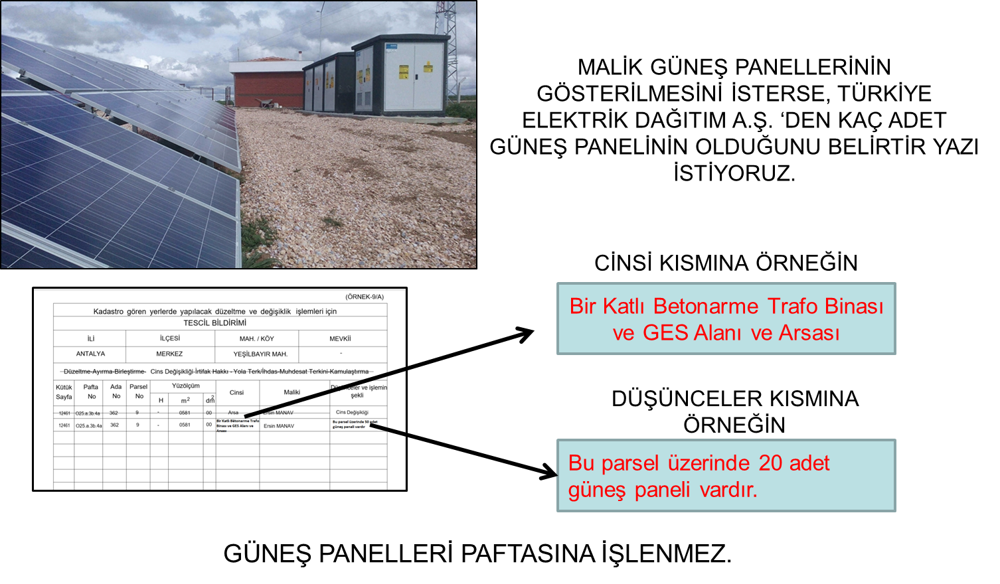 MALİK GÜNEŞ PANELLERİNİN
GÖSTERİLMESİNİ İSTERSE, TÜRKİYE
ELEKTRİK DAĞITIM A.Ş. ‘DEN KAÇ ADET
GÜNEŞ PANELİNİN OLDUĞUNU BELİRTİR YAZI
İSTİYORUZ.
CİNSİ KISMINA ÖRNEĞİN
Bir Katlı Betonarme Trafo Binası
ve GES Alanı ve Arsası
DÜŞÜNCELER KISMINA
ÖRNEĞİN
Bu parsel üzerinde 20 adet
güneş paneli vardır.
(ÖRNEK-9/A)
Kadastro gören yerlerde yapılacak düzeltme ve değişiklik işlemleri için
TESCİL BİLDİRİMİ
İLİ İLÇESİ MAH. / KÖY MEVKİİ
ANTALYA MERKEZ YEŞİLBAYIR MAH. -
Düzeltme-Ayırma-Birleştirme- Cins Değişikliği-İrtifak Hakkı - Yola Terk/İhdas-Muhdesat Terkini-Kamulaştırma
Kütük Sayfa Pafta No Ada No Parsel No Yüzölçüm Cinsi Maliki Düşünceler ve işlemin şekli
H m2 dm2
12461 O25.a.3b.4a 362 9 - 0581 00 Arsa Ersin MANAV Cins Değişikliği
12461 O25.a.3b.4a 362 9 - 0581 00 Bir Katlı Betonarme Trafo Binası ve GES Alanı ve Arsası Ersin MANAV Bu parsel üzerinde 50 adet güneş paneli vardır
GÜNEŞ PANELLERİ PAFTASINA İŞLENMEZ.